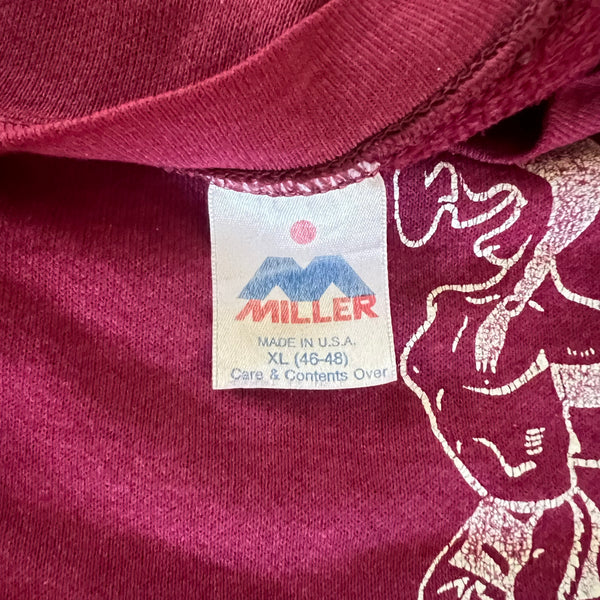 MILLER
MADE IN U.S.A.
XL (46-48)
Care & Contents Over